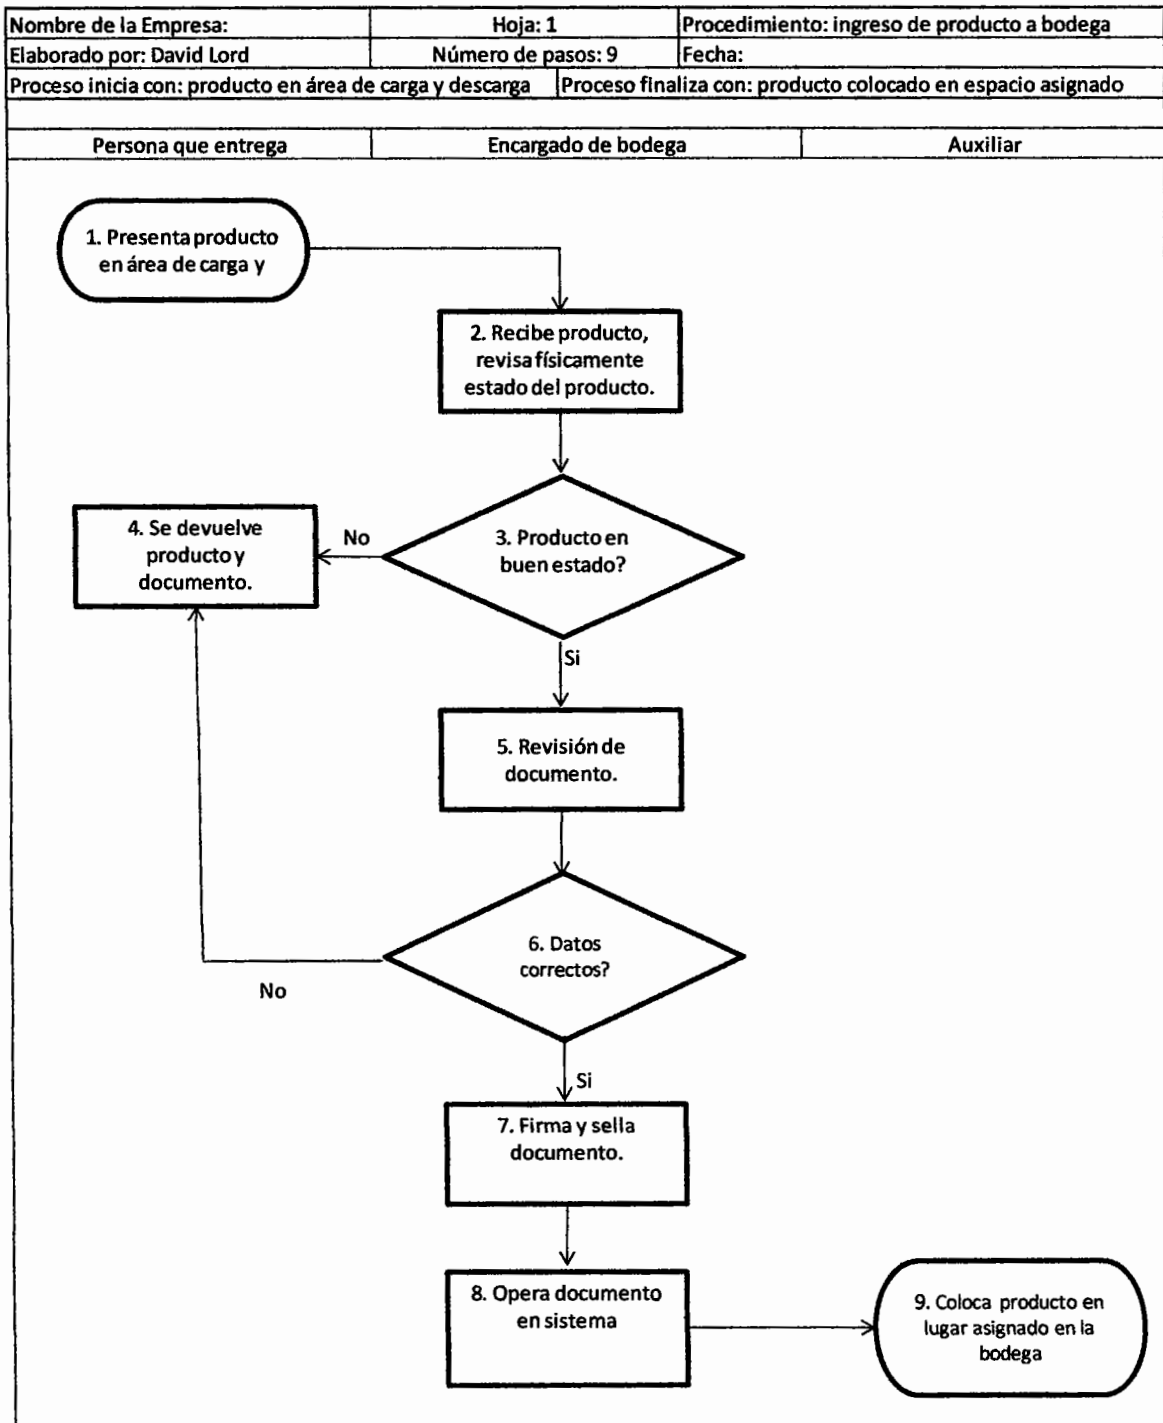 Nombre de la Empresa: Hoja: 1 Procedimiento: ingreso de producto a bodega
Elaborado por: David Lord Número de pasos: 9 Fecha:
Proceso inicia con: producto en área de carga y descarga Proceso finaliza con: producto colocado en espacio asignado
Persona que entrega Encargado de bodega Auxiliar
1. Presenta producto
en área de carga y
2. Recibe producto,
revisa físicamente
estado del producto.
3. Producto en
buen estado?
No
4. Se devuelve
producto y
documento.
Si
5. Revisión de
documento.
6. Datos
correctos?
No
Si
7. Firma y sella
documento.
8. Opera documento
en sistema
9. Coloca producto en
lugar asignado en la
bodega